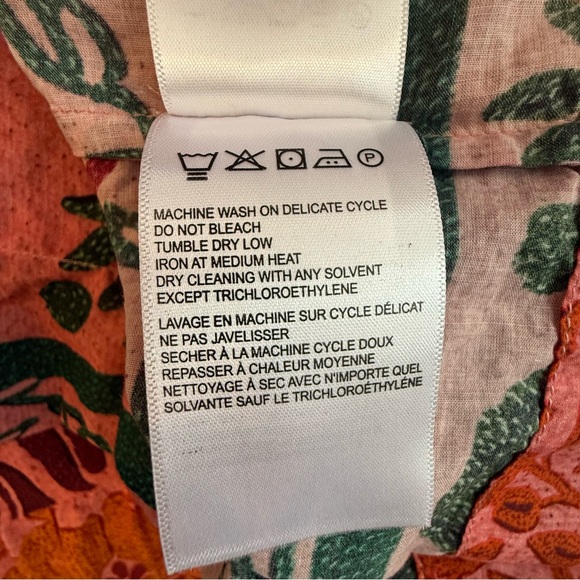 P
MACHINE WASH ON DELICATE CYCLE
DO NOT BLEACH
TUMBLE DRY LOW
IRON AT MEDIUM HEAT
DRY CLEANING WITH ANY SOLVENT
EXCEPT TRICHLOROETHYLENE
LAVAGE EN MACHINE SUR CYCLE DÉLICAT
NE PAS JAVELISSER
SECHER À LA MACHINE CYCLE DOUX
REPASSER À CHALEUR MOYENNE
NETTOYAGE À SEC AVEC N'IMPORTE QUEL
SOLVANTE SAUF LE TRICHLOROÉTHYLÉNE